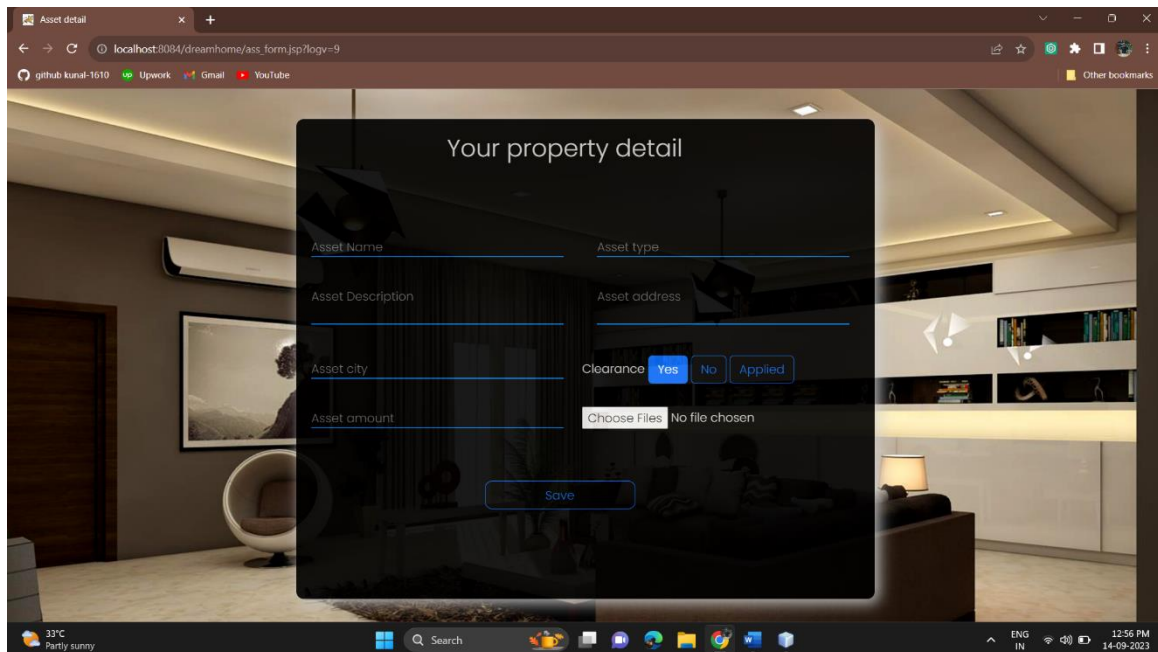 Asset detail
localhost:8084/dreamhome/ass_form.jsp?logv=9
github kunal-1610 up Upwork Gmail YouTube Other bookmarks
Your property detail
Asset Name Asset type
Asset Description Asset address
Asset city Clearance Yes No Applied
Asset amount Choose Files No file chosen
Save
33°C
Partly sunny
Search
ENG
IN
12:56 PM
14-09-2023